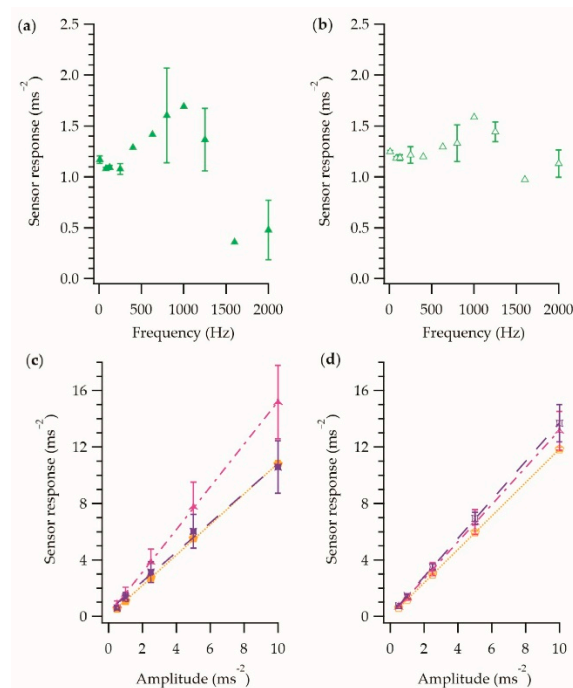 (a)
2.5
2.0
1.5
1.0
0.5
0.0
Sensor response (ms⁻²)
0 500 1000 1500 2000
Frequency (Hz)
(b)
2.5
2.0
1.5
1.0
0.5
0.0
Sensor response (ms⁻²)
0 500 1000 1500 2000
Frequency (Hz)
(c)
16
12
8
4
0
Sensor response (ms⁻²)
0 2 4 6 8 10
Amplitude (ms⁻²)
(d)
16
12
8
4
0
Sensor response (ms⁻²)
0 2 4 6 8 10
Amplitude (ms⁻²)